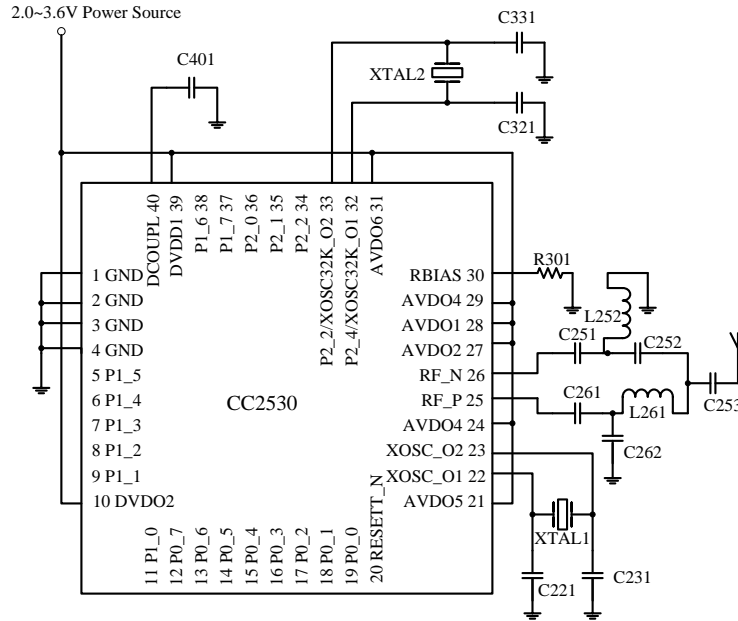 2.0~3.6V Power Source
C331
C401
XTAL2
C321
DCOUPL 40
DVDD1 39
P1_6 38
P1_7 37
P2_0 36
P2_1 35
P2_2 34
P2_2/XOSC32K_O2 33
P2_4/XOSC32K_O1 32
AVDO6 31
1 GND
2 GND
3 GND
4 GND
5 P1_5
6 P1_4
7 P1_3
8 P1_2
9 P1_1
10 DVDO2
CC2530
RBIAS 30
AVDO4 29
AVDO1 28
AVDO2 27
RF_N 26
RF_P 25
AVDO4 24
XOSC_O2 23
XOSC_O1 22
AVDO5 21
11 P1_0
12 P0_7
13 P0_6
14 P0_5
15 P0_4
16 P0_3
17 P0_2
18 P0_1
19 P0_0
20 RESETT_N
R301
L252
C251
C252
C261
L261
C253
C262
XTAL1
C221
C231